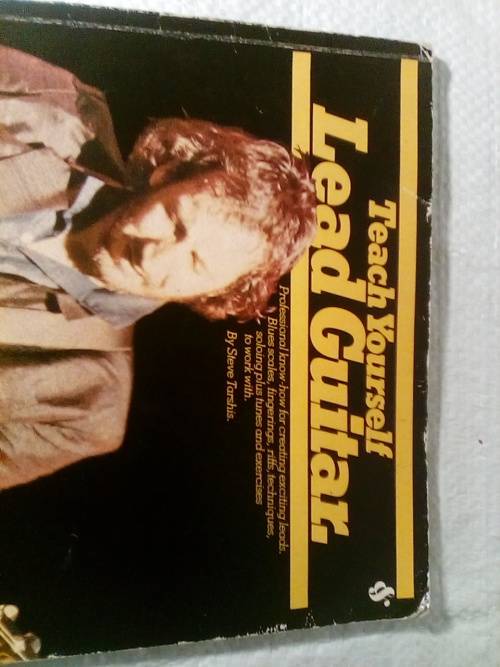 Teach Yourself
Lead Guitar.
Professional know-how for creating exciting leads.
Blues scales, fingerings, riffs, techniques,
soloing plus tunes and exercises
to work with.
By Steve Tarshis.